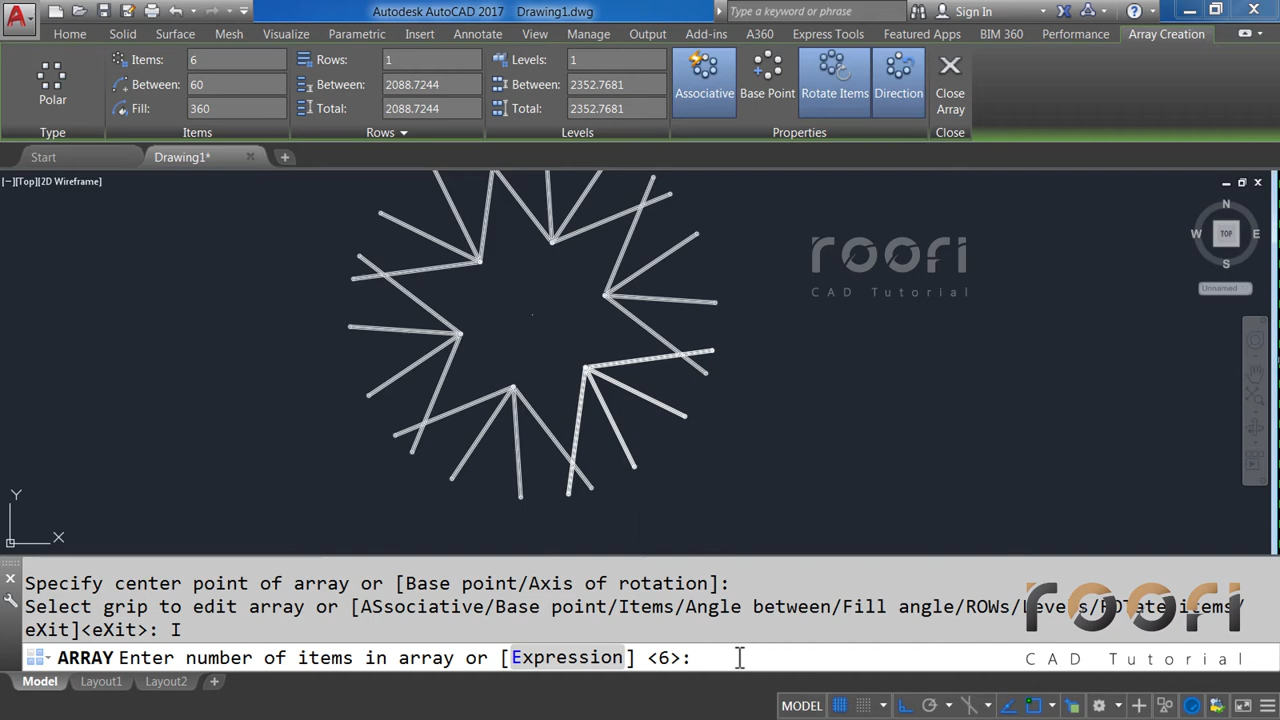 Autodesk AutoCAD 2017 Drawing1.dwg
Type a keyword or phrase
Sign In
Home Insert Solid Surface Mesh Visualize Parametric Insert Annotate View Manage Output Add-ins A360 Express Tools Featured Apps BIM 360 Performance Array Creation
Items: 6 Rows: 1 Levels: 1
Between: 60 Between: 2088.7244 Between: 2352.7681
Fill: 360 Total: 2088.7244 Total: 2352.7681
Polar
Associative Base Point Rotate Items Direction Close Array
Type Items Rows Levels Properties Close
Start Drawing1*
[−][Top][2D Wireframe]
N
W TOP E
S
Unnamed
roori
CAD Tutorial
Y
X
Specify center point of array or [Base point/Axis of rotation]:
Select grip to edit array or [ASsociative/Base point/Items/Angle between/Fill angle/ROWs/Levels/ROTate items/
eXit]<eXit>: I
ARRAY Enter number of items in array or [Expression] <6>:
roori
CAD Tutorial
Model Layout1 Layout2
MODEL